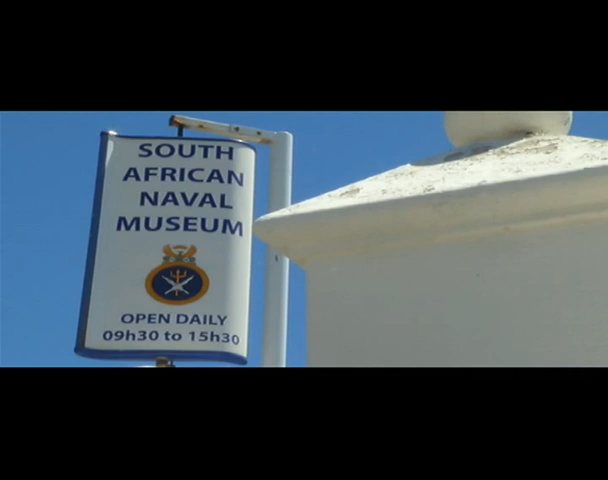 SOUTH
AFRICAN
NAVAL
MUSEUM
OPEN DAILY
09h30 to 15h30